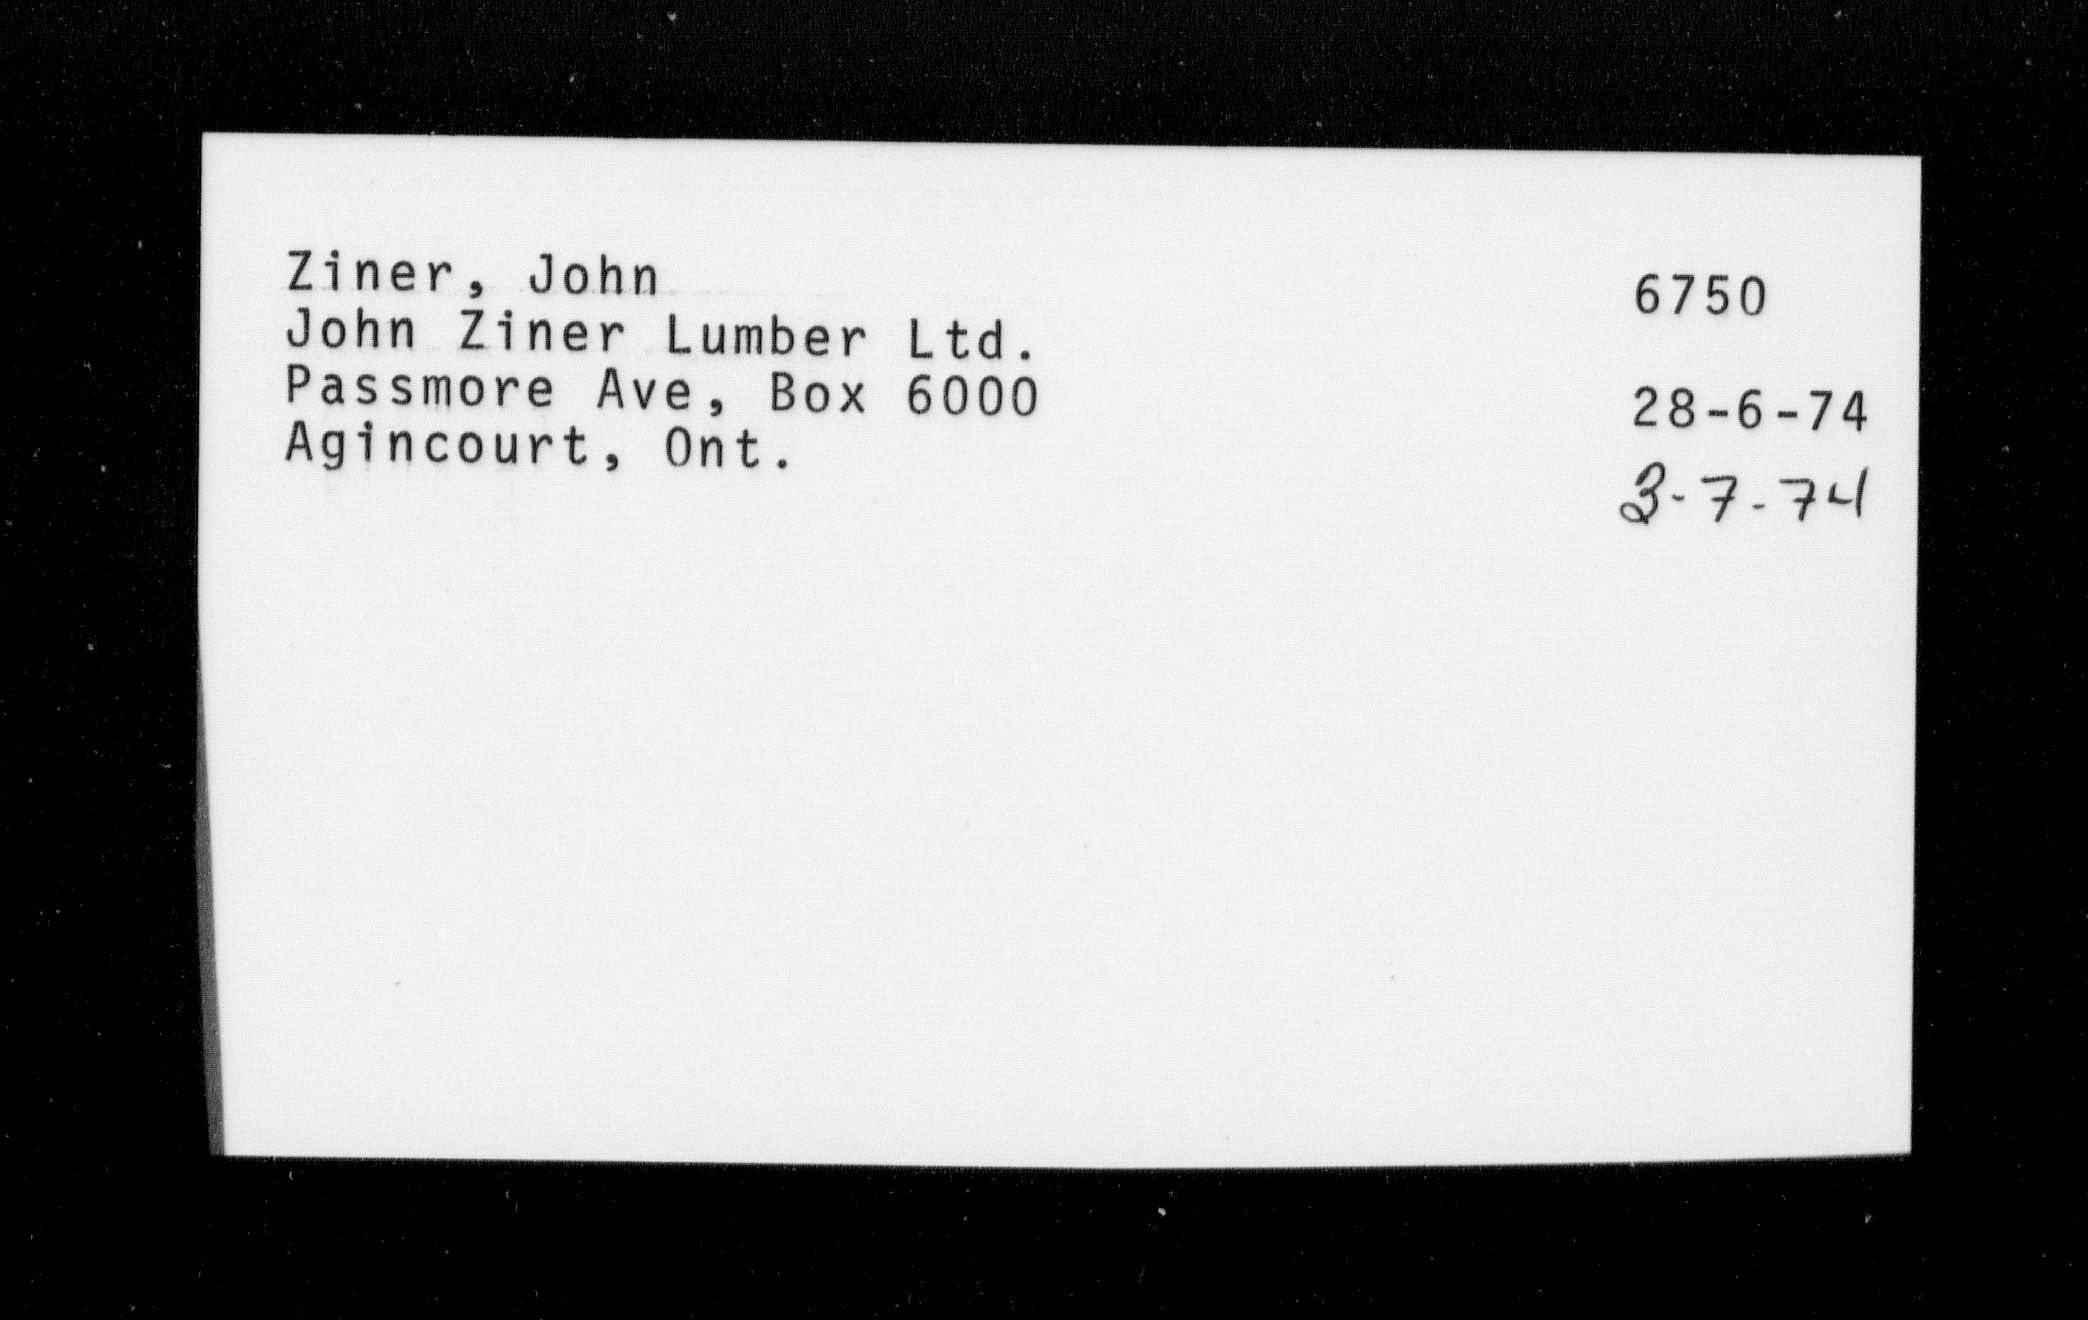 Ziner, John
John Ziner Lumber Ltd.
Passmore Ave, Box 6000
Agincourt, Ont.
6750
28-6-74
3-7-74